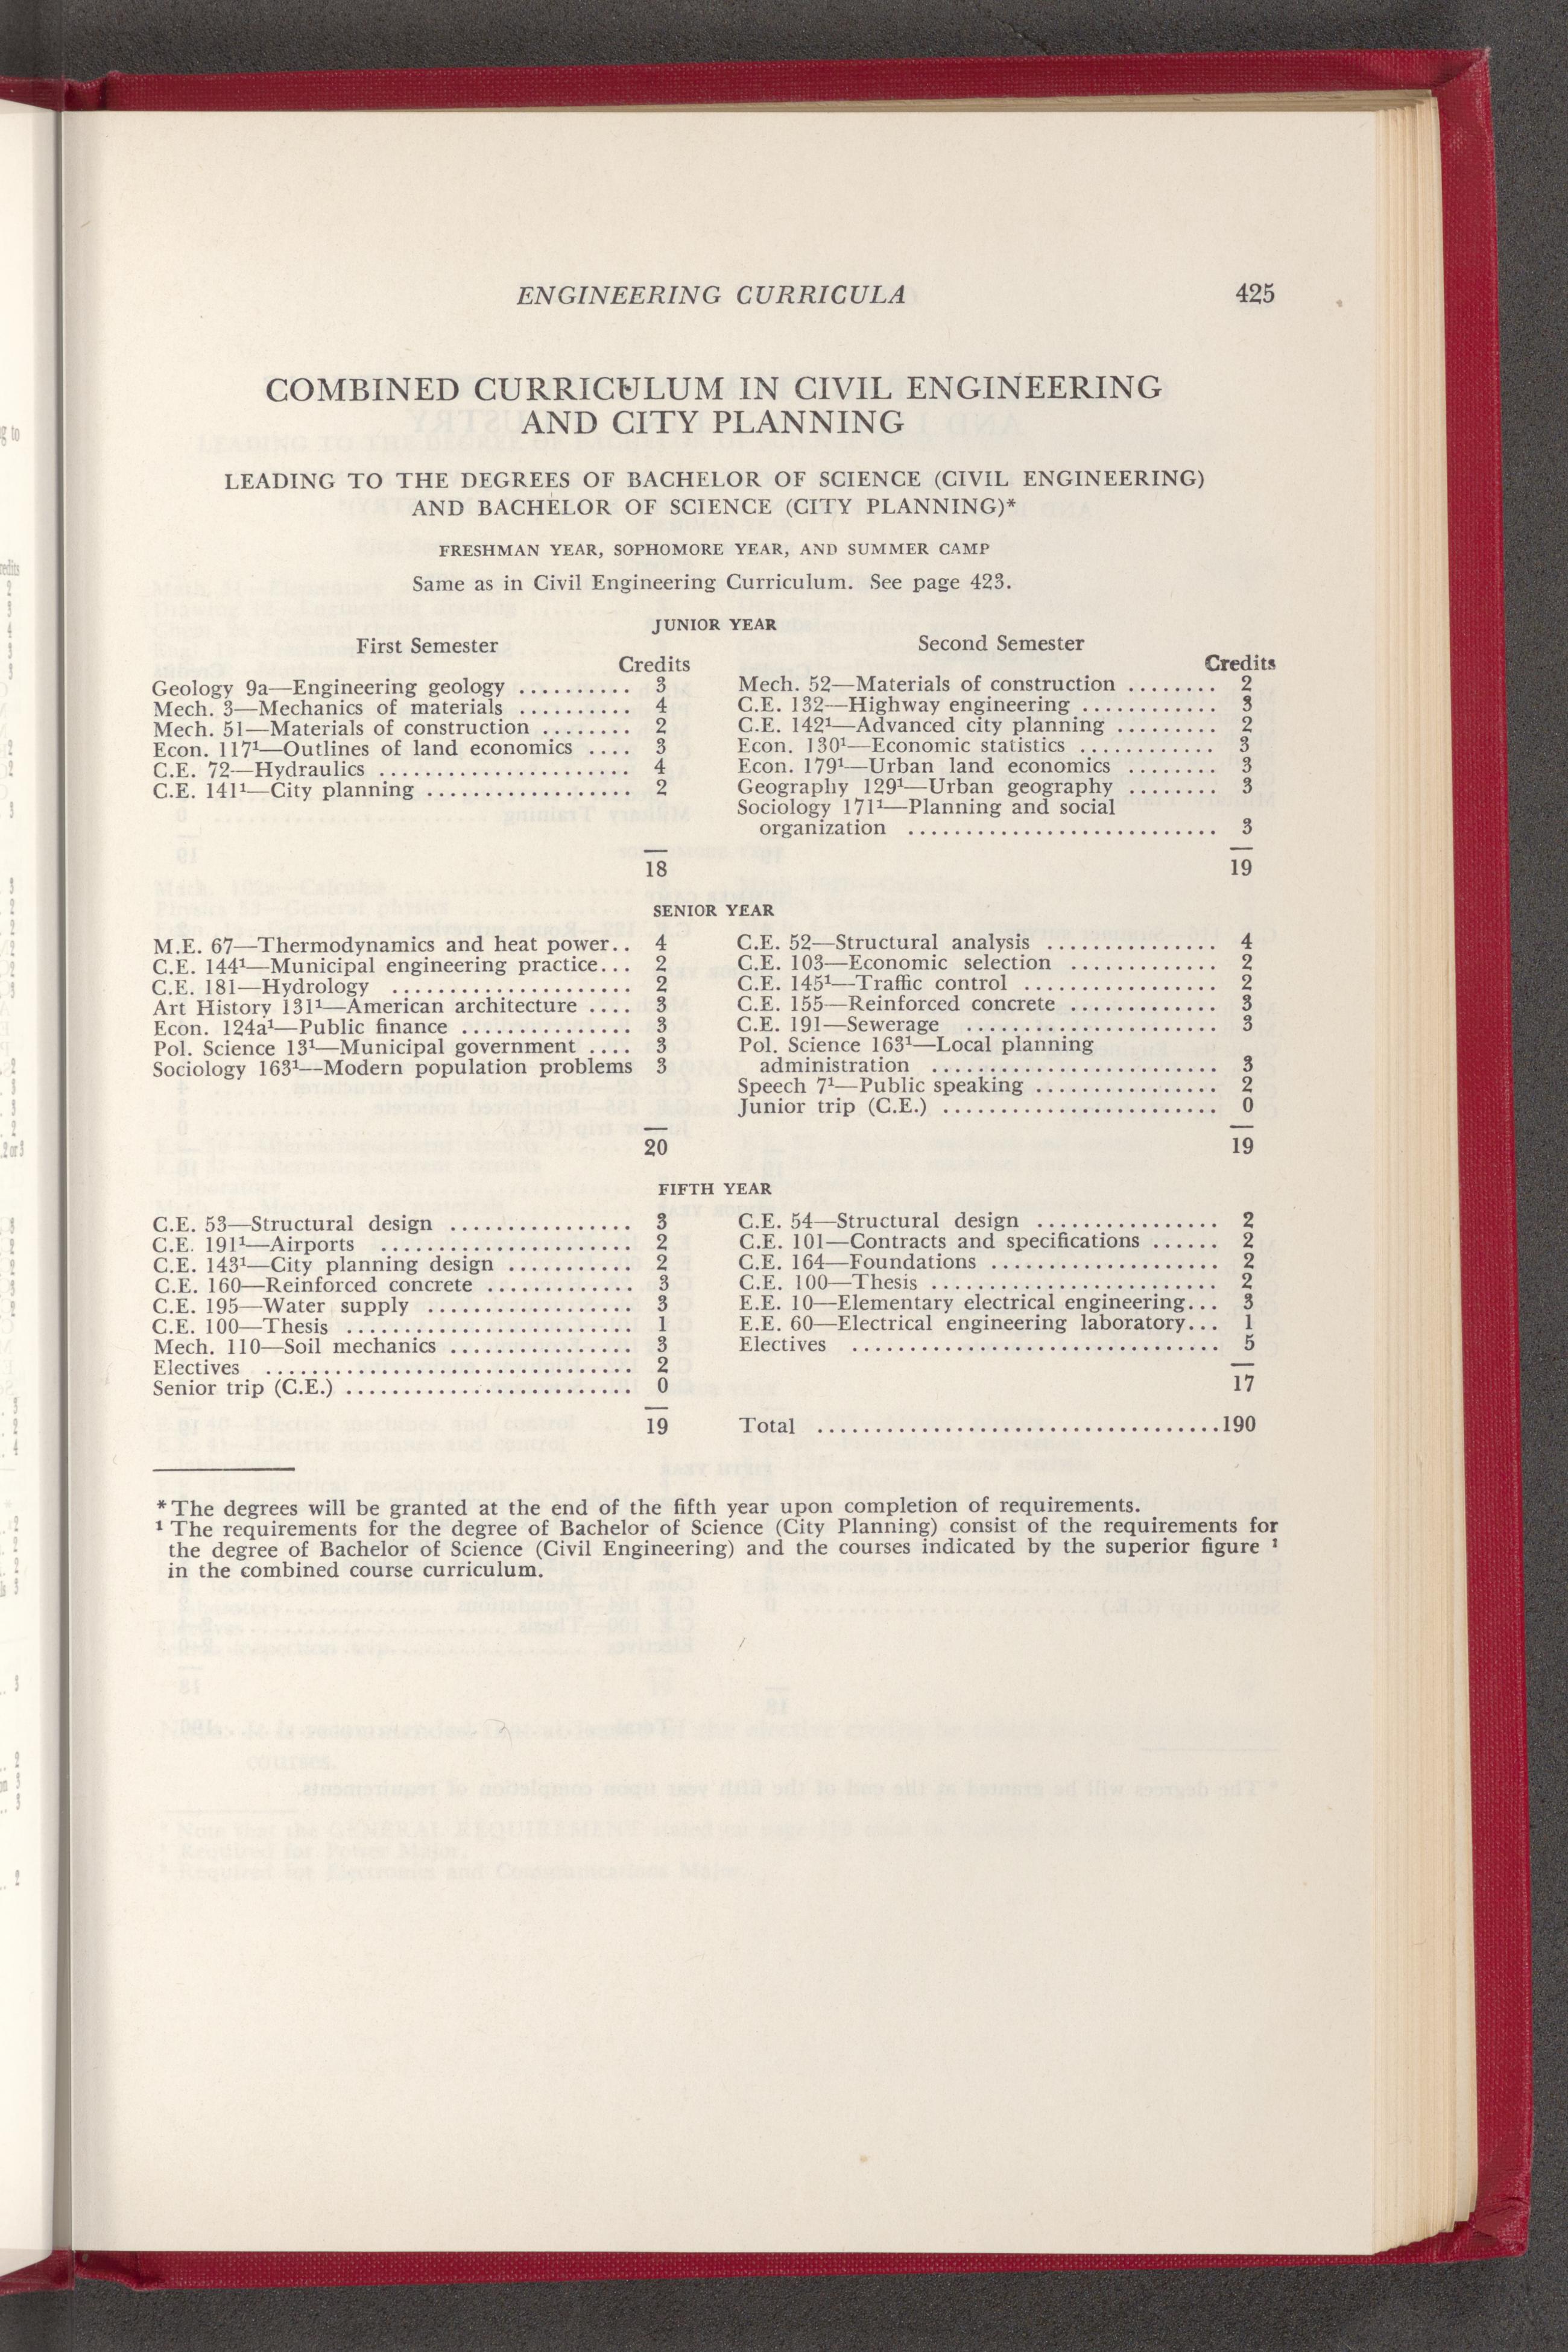 ENGINEERING CURRICULA 425
COMBINED CURRICULUM IN CIVIL ENGINEERING
AND CITY PLANNING
LEADING TO THE DEGREES OF BACHELOR OF SCIENCE (CIVIL ENGINEERING)
AND BACHELOR OF SCIENCE (CITY PLANNING)*
FRESHMAN YEAR, SOPHOMORE YEAR, AND SUMMER CAMP
Same as in Civil Engineering Curriculum. See page 423.
JUNIOR YEAR
First Semester
Credits
Geology 9a—Engineering geology .......... 3
Mech. 3—Mechanics of materials .......... 4
Mech. 51—Materials of construction ........ 2
Econ. 117¹—Outlines of land economics .... 3
C.E. 72—Hydraulics ...................... 4
C.E. 141¹—City planning .................. 2
18
Second Semester
Credits
Mech. 52—Materials of construction ........ 2
C.E. 132—Highway engineering ............ 3
C.E. 142¹—Advanced city planning ......... 2
Econ. 130¹—Economic statistics ............ 3
Econ. 179¹—Urban land economics ........ 3
Geography 129¹—Urban geography ........ 3
Sociology 171¹—Planning and social
organization ........................... 3
19
SENIOR YEAR
M.E. 67—Thermodynamics and heat power.. 4
C.E. 144¹—Municipal engineering practice... 2
C.E. 181—Hydrology ..................... 2
Art History 131¹—American architecture .... 3
Econ. 124a¹—Public finance ............... 3
Pol. Science 13¹—Municipal government .... 3
Sociology 163¹—Modern population problems 3
20
C.E. 52—Structural analysis ............... 4
C.E. 103—Economic selection ............. 2
C.E. 145¹—Traffic control ................. 2
C.E. 155—Reinforced concrete ............. 3
C.E. 191—Sewerage ...................... 3
Pol. Science 163¹—Local planning
administration ......................... 3
Speech 7¹—Public speaking ................ 2
Junior trip (C.E.) ........................ 0
19
FIFTH YEAR
C.E. 53—Structural design ................ 3
C.E. 191¹—Airports ...................... 2
C.E. 143¹—City planning design ........... 2
C.E. 160—Reinforced concrete ............. 3
C.E. 195—Water supply .................. 3
C.E. 100—Thesis ......................... 1
Mech. 110—Soil mechanics ................ 3
Electives ................................ 2
Senior trip (C.E.) ......................... 0
19
C.E. 54—Structural design ................ 2
C.E. 101—Contracts and specifications ...... 2
C.E. 164—Foundations .................... 2
C.E. 100—Thesis ......................... 2
E.E. 10—Elementary electrical engineering... 3
E.E. 60—Electrical engineering laboratory... 1
Electives ................................ 5
17
Total ...................................190
* The degrees will be granted at the end of the fifth year upon completion of requirements.
¹ The requirements for the degree of Bachelor of Science (City Planning) consist of the requirements for
the degree of Bachelor of Science (Civil Engineering) and the courses indicated by the superior figure ¹
in the combined course curriculum.